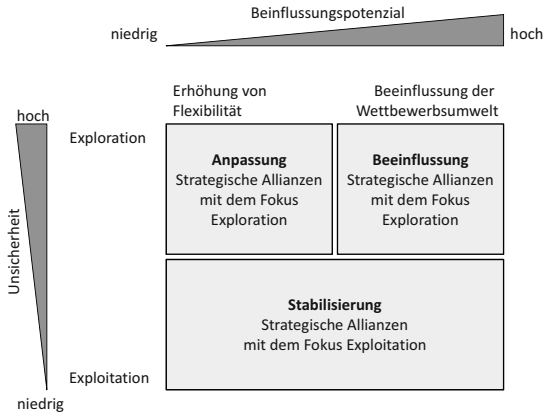 Beinflussungspotenzial
niedrig
hoch
Erhöhung von
Flexibilität
Beeinflussung der
Wettbewerbsumwelt
hoch
Exploration
Anpassung
Strategische Allianzen
mit dem Fokus
Exploration
Beeinflussung
Strategische Allianzen
mit dem Fokus
Exploration
Unsicherheit
Stabilisierung
Strategische Allianzen
mit dem Fokus Exploitation
Exploitation
niedrig